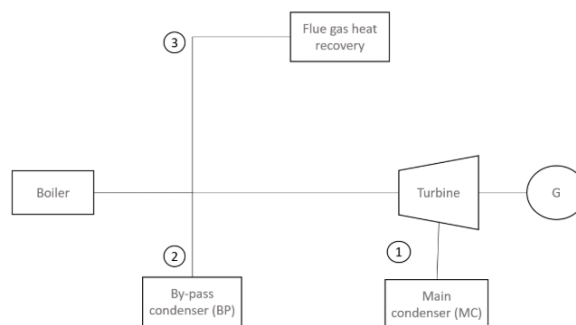 Flue gas heat
recovery
3
Boiler
Turbine
G
2
1
By-pass
condenser (BP)
Main
condenser (MC)